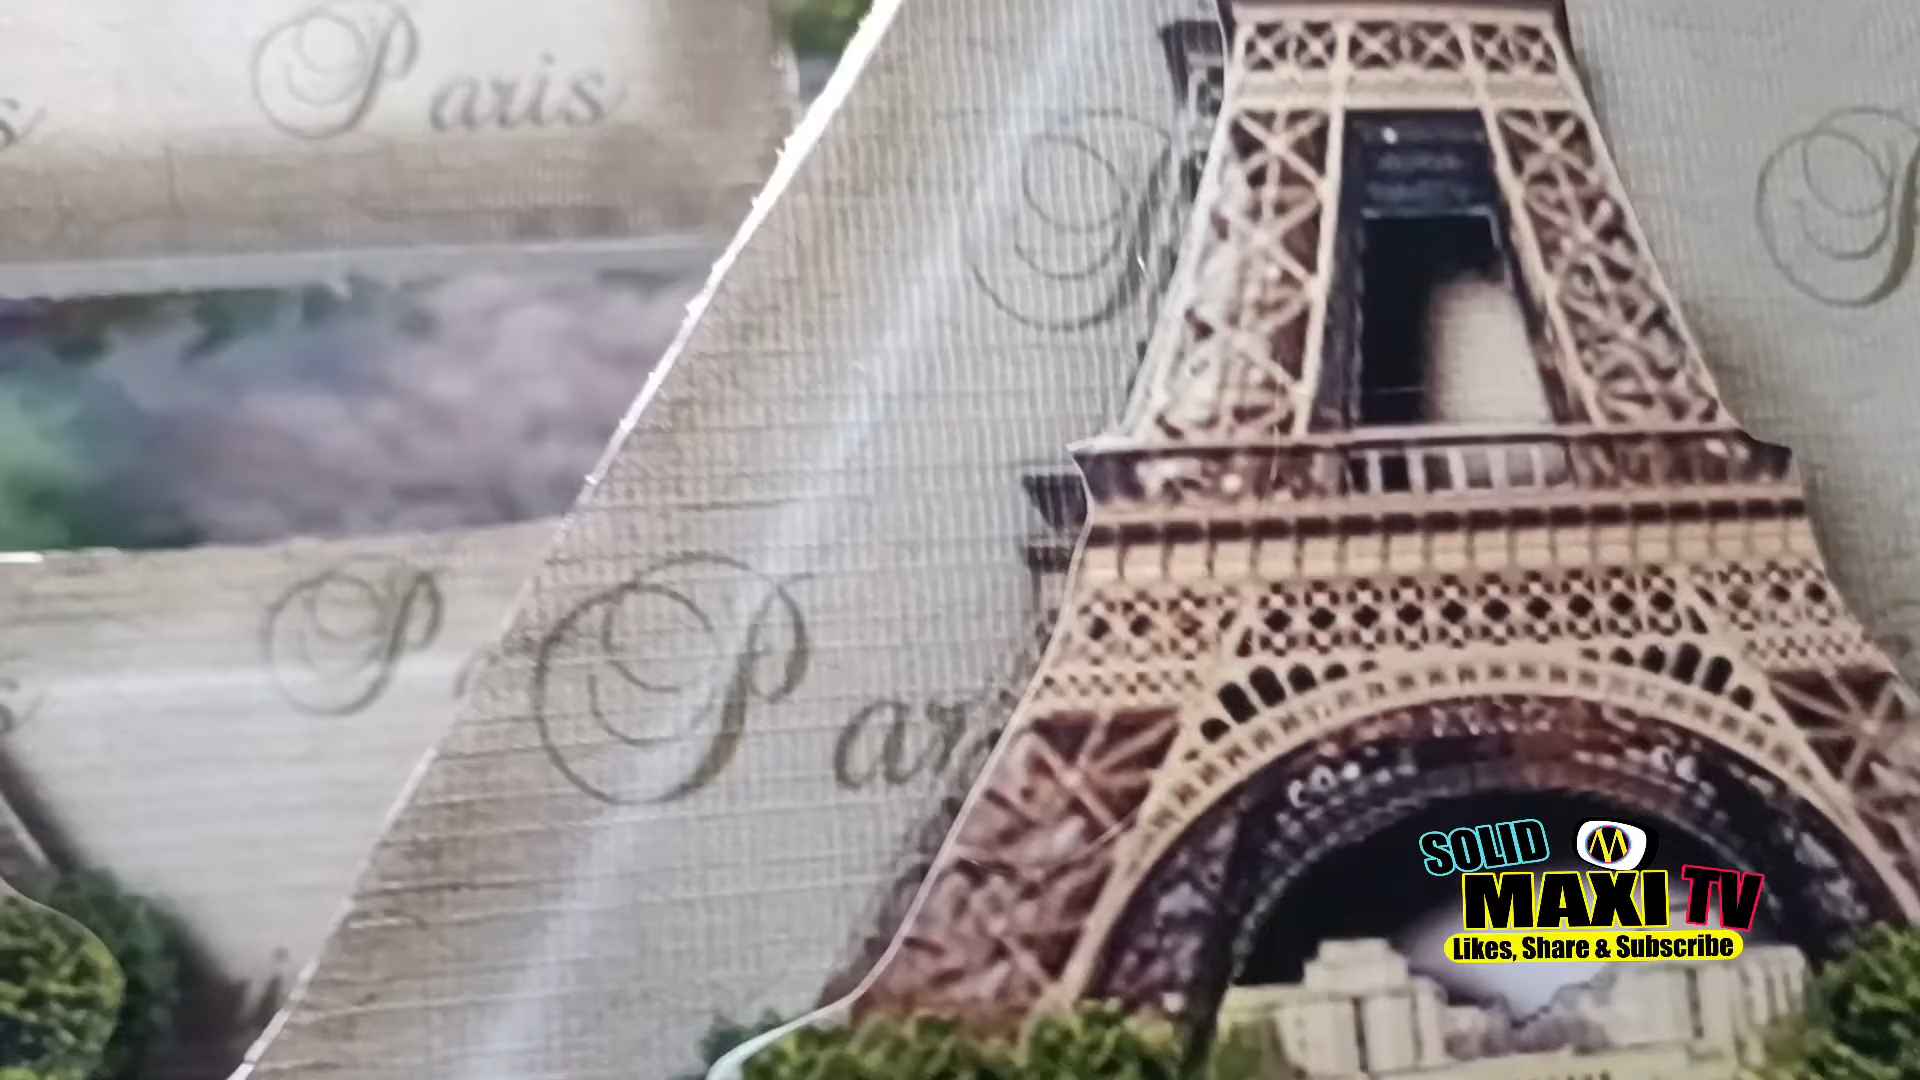 Paris
P
Paris
P
P
P
SOLID
MAXI TV
Likes, Share & Subscribe